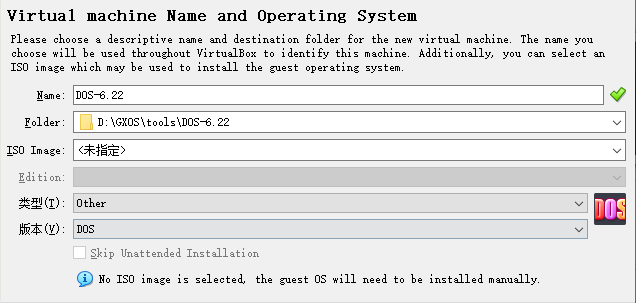 Virtual machine Name and Operating System
Please choose a descriptive name and destination folder for the new virtual machine. The name you
choose will be used throughout VirtualBox to identify this machine. Additionally, you can select an
ISO image which may be used to install the guest operating system.
Name: DOS-6.22
Folder: D:\GXOS\tools\DOS-6.22
ISO Image: <未指定>
Edition:
类型(T): Other
DOS
版本(V): DOS
Skip Unattended Installation
No ISO image is selected, the guest OS will need to be installed manually.